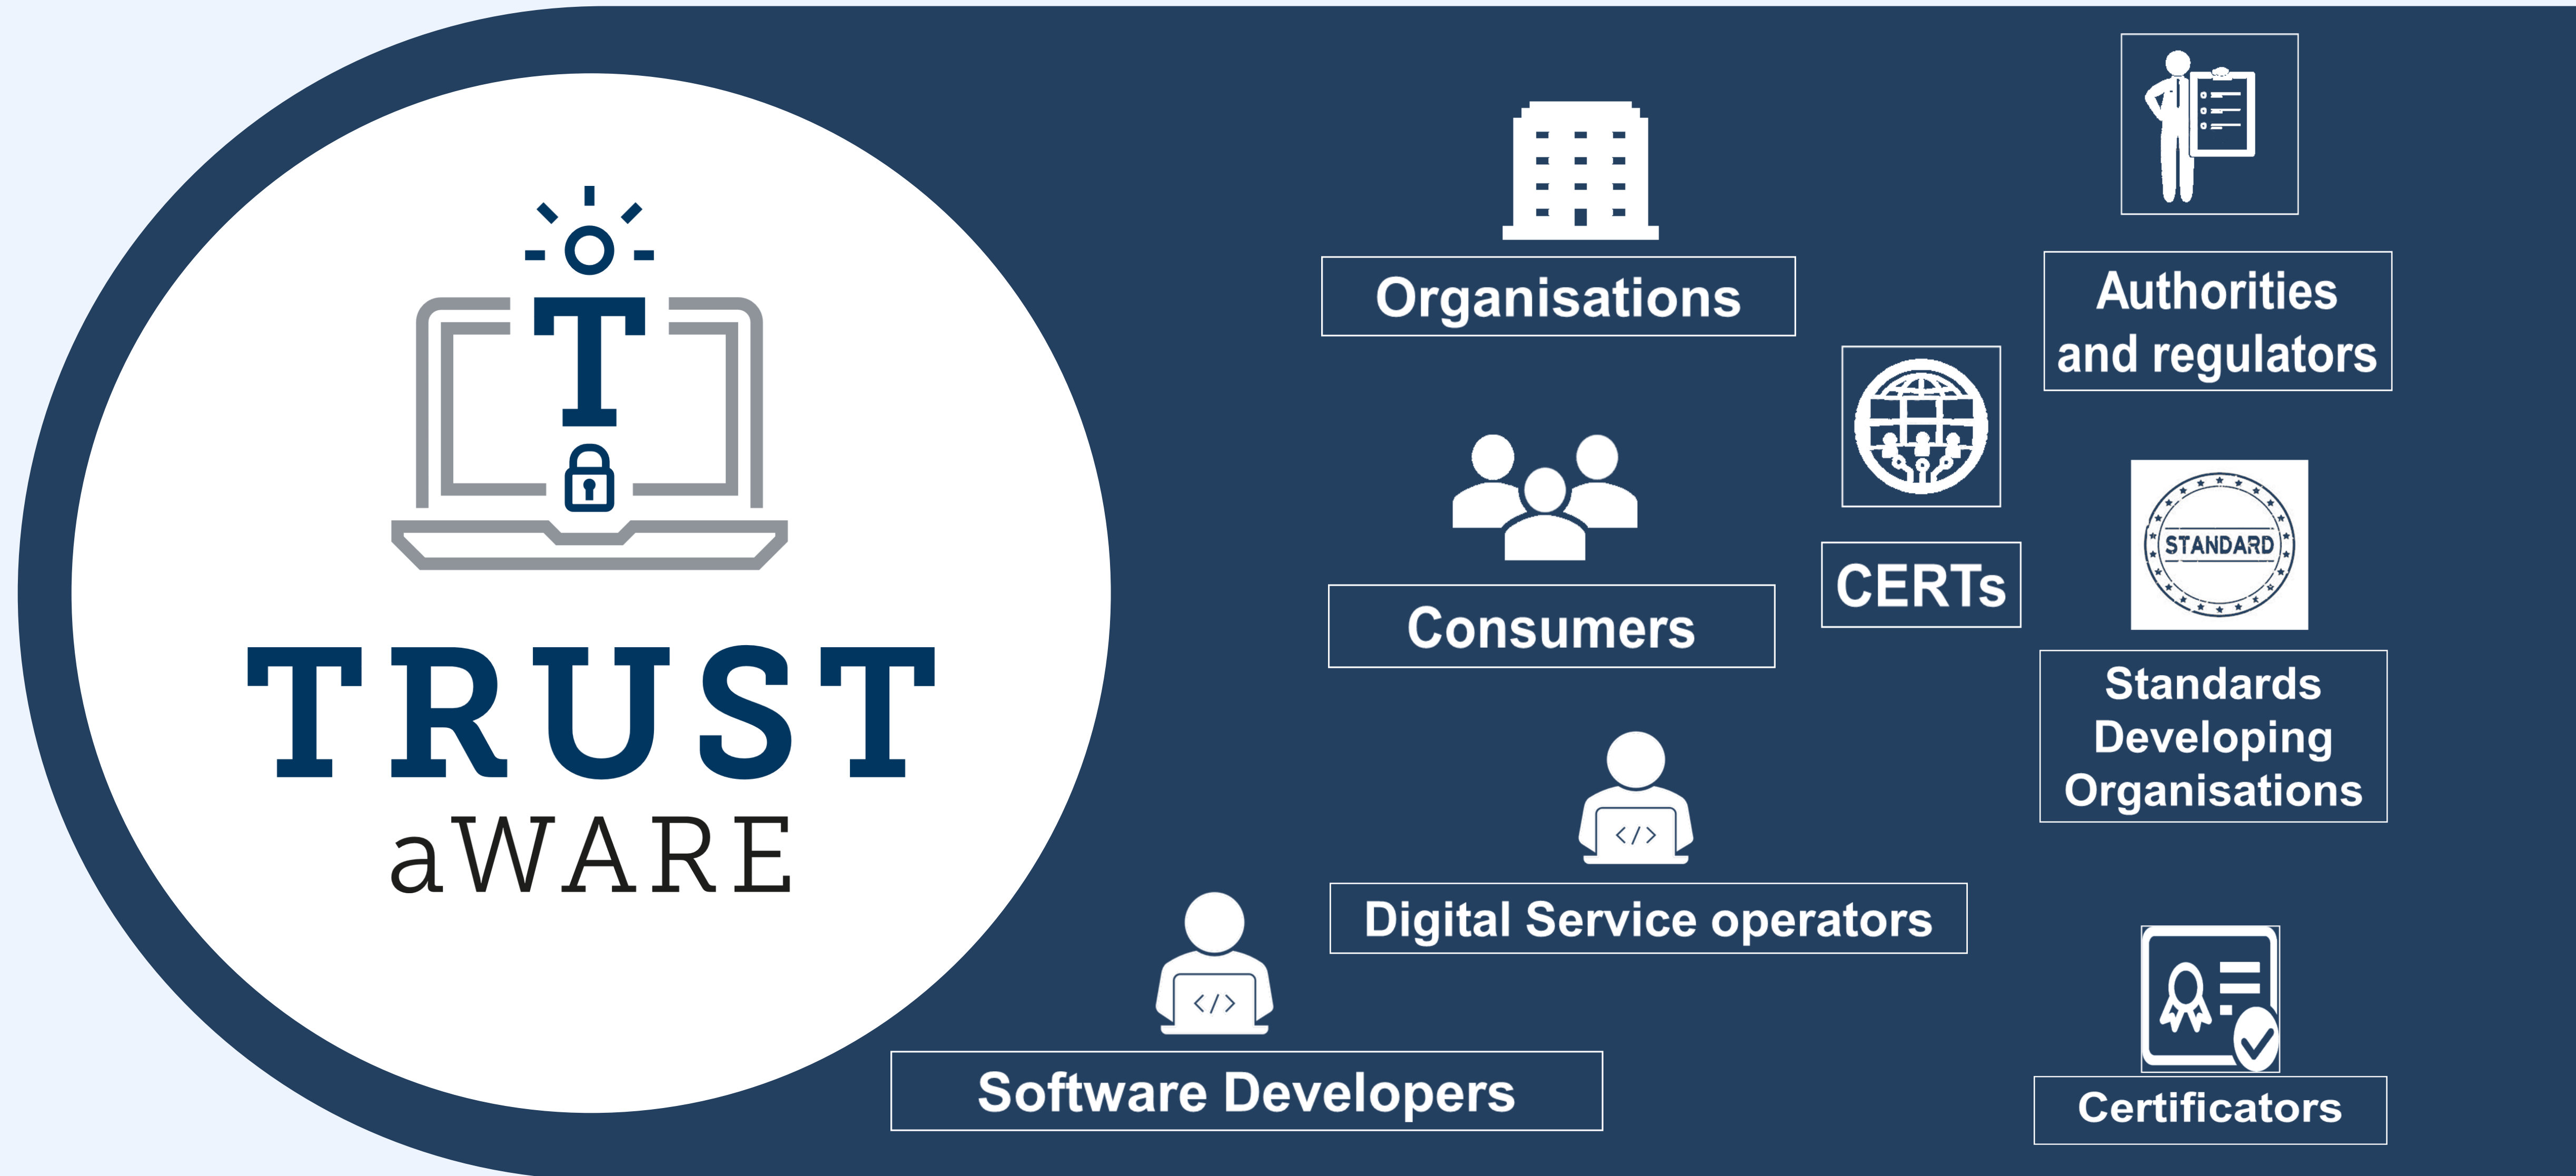 T
TRUST
aWARE
Organisations
Consumers
CERTs
Authorities
and regulators
STANDARD
Standards
Developing
Organisations
</>
Digital Service operators
</>
Software Developers
Certificators